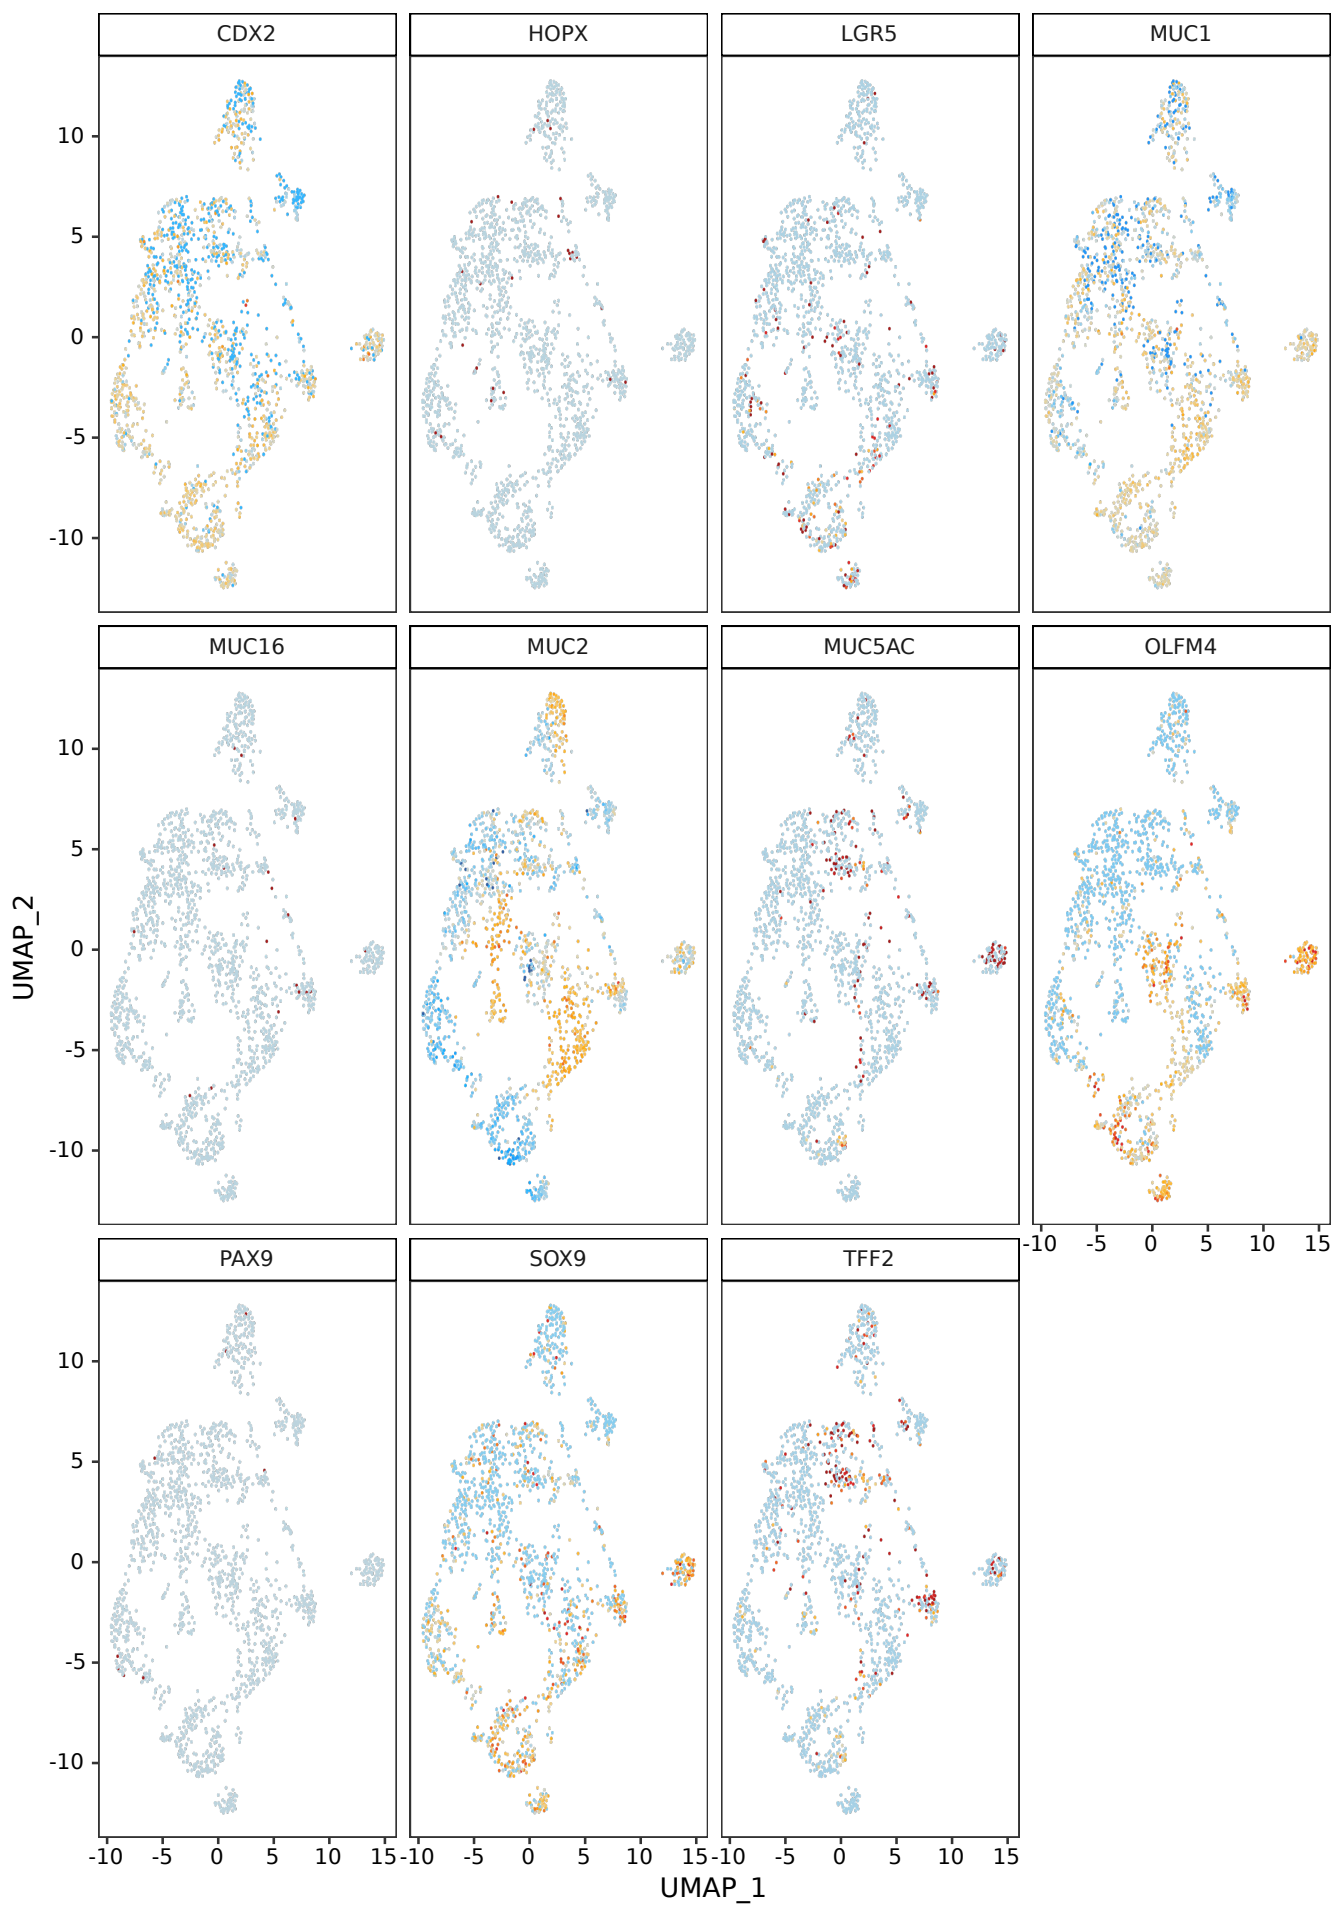 CDX2 HOPX LGR5 MUC1
10
5
0
-5
-10
MUC16 MUC2 MUC5AC OLFM4
10
5
0
-5
-10
-10 -5 0 5 10 15
UMAP_2
PAX9 SOX9 TFF2
10
5
0
-5
-10
-10 -5 0 5 10 15 -10 -5 0 5 10 15 -10 -5 0 5 10 15
UMAP_1